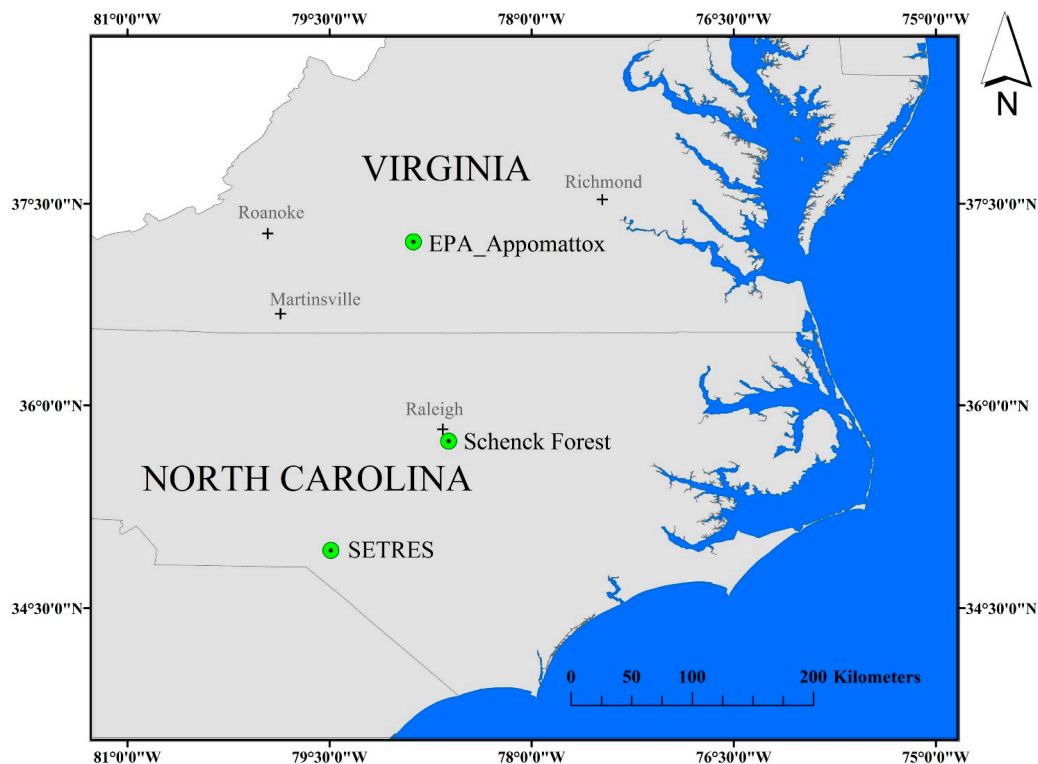 81°0'0"W 79°30'0"W 78°0'0"W 76°30'0"W 75°0'0"W
N
VIRGINIA
Richmond
37°30'0"N 37°30'0"N
Roanoke
EPA_Appomattox
Martinsville
36°0'0"N 36°0'0"N
Raleigh
Schenck Forest
NORTH CAROLINA
SETRES
34°30'0"N 34°30'0"N
0 50 100 200 Kilometers
81°0'0"W 79°30'0"W 78°0'0"W 76°30'0"W 75°0'0"W